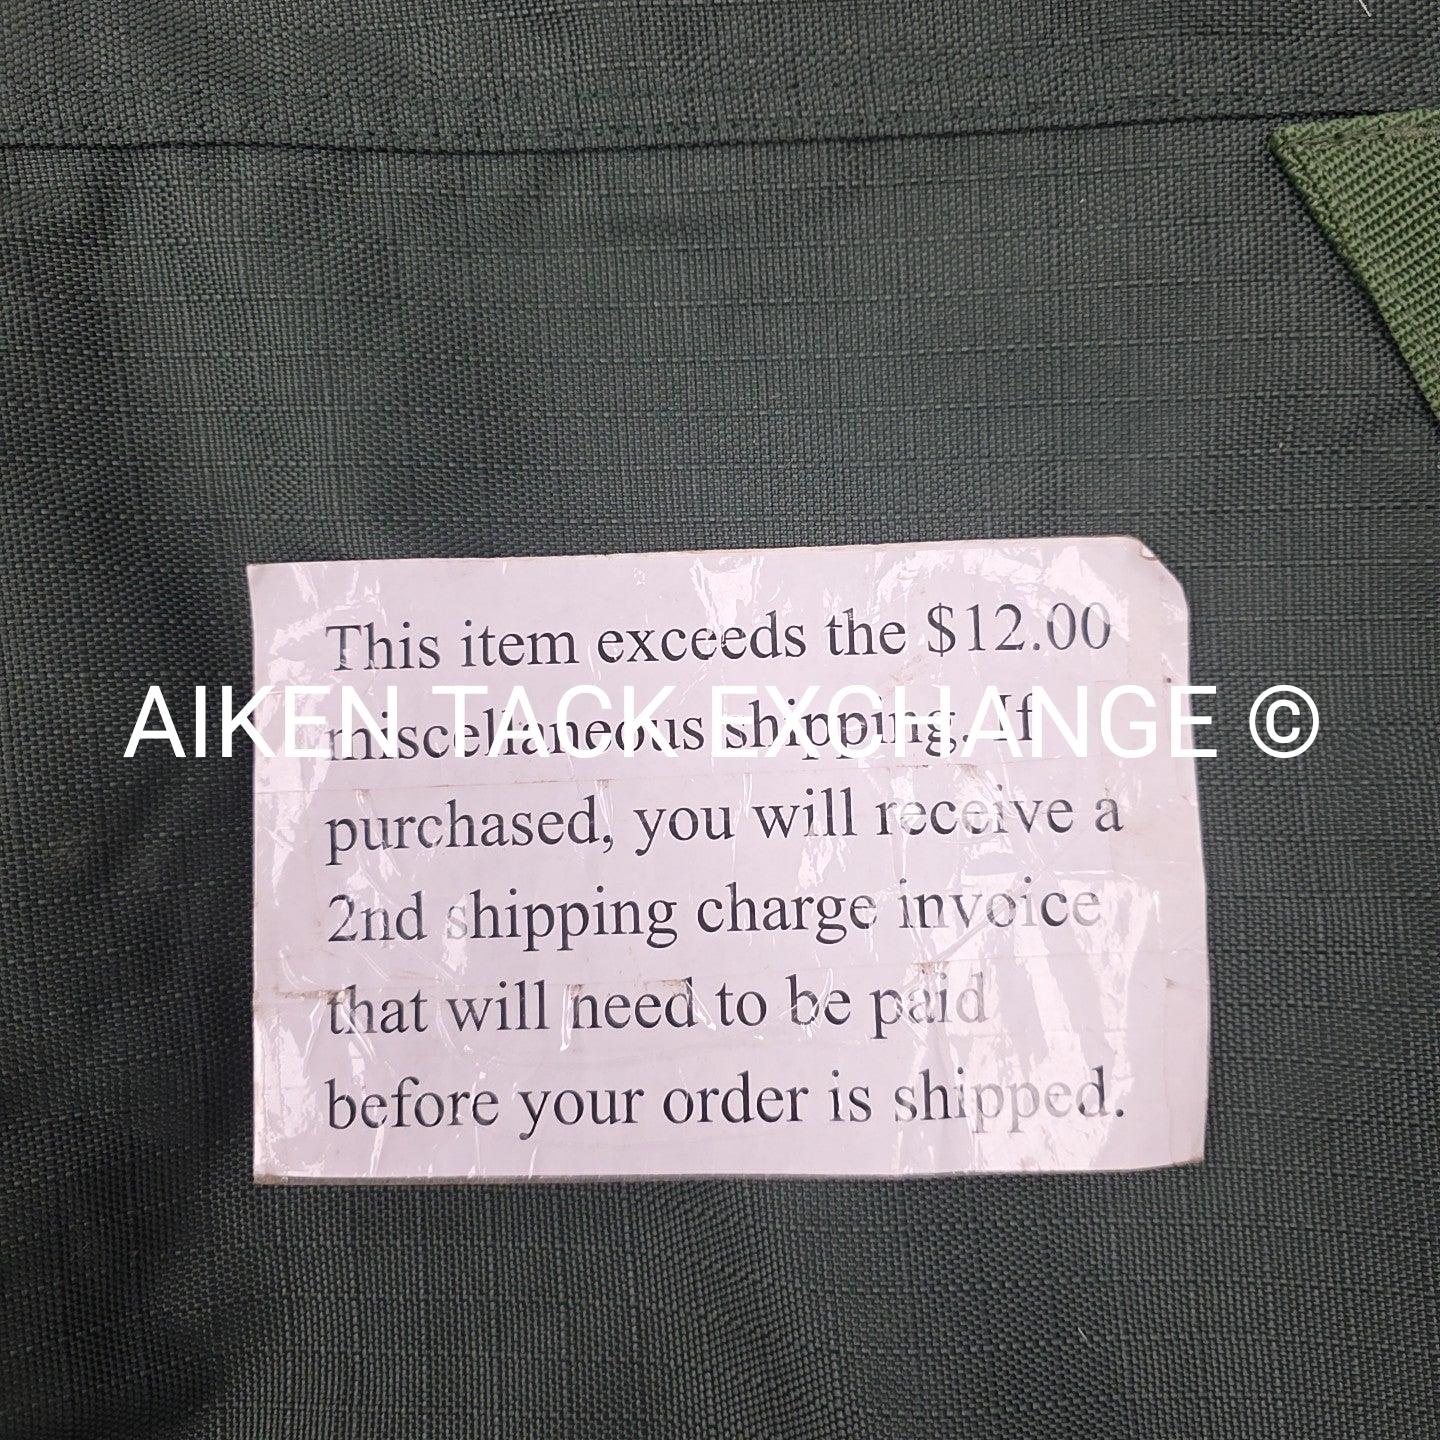 This item exceeds the $12.00
AIKEN TACK EXCHANGE ©
miscellaneous shipping. If
purchased, you will receive a
2nd shipping charge invoice
that will need to be paid
before your order is shipped.